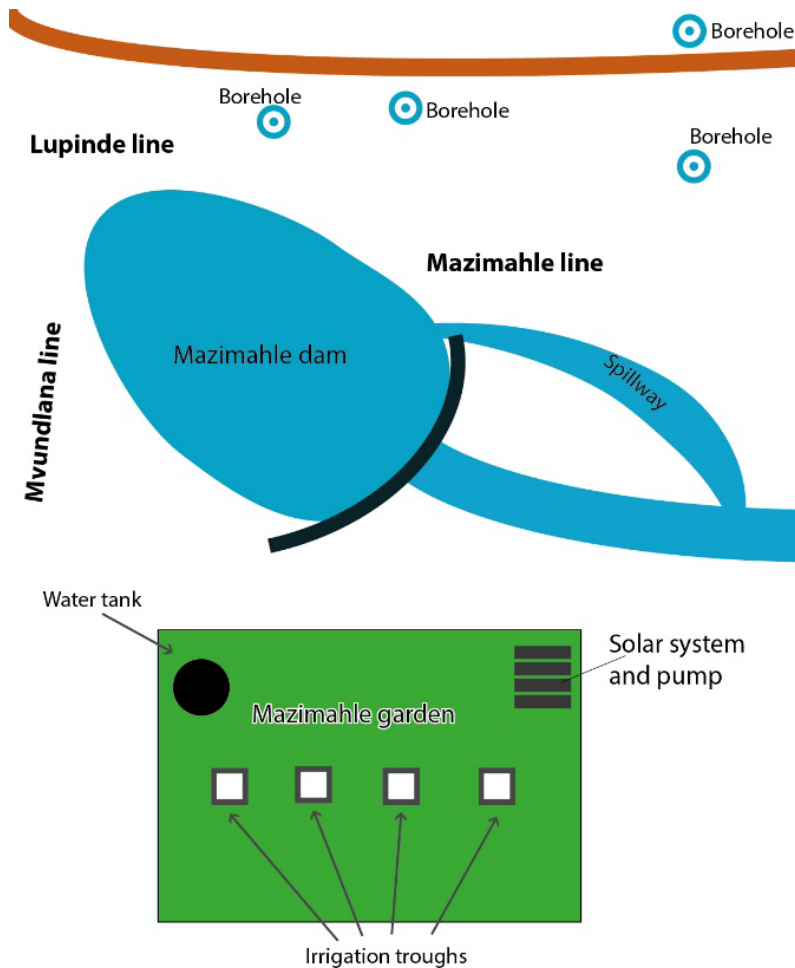 Borehole
Borehole
Borehole
Borehole
Lupinde line
Mazimahle line
Mazimahle dam
Spillway
Mvundlana line
Water tank
Solar system
and pump
Mazimahle garden
Irrigation troughs